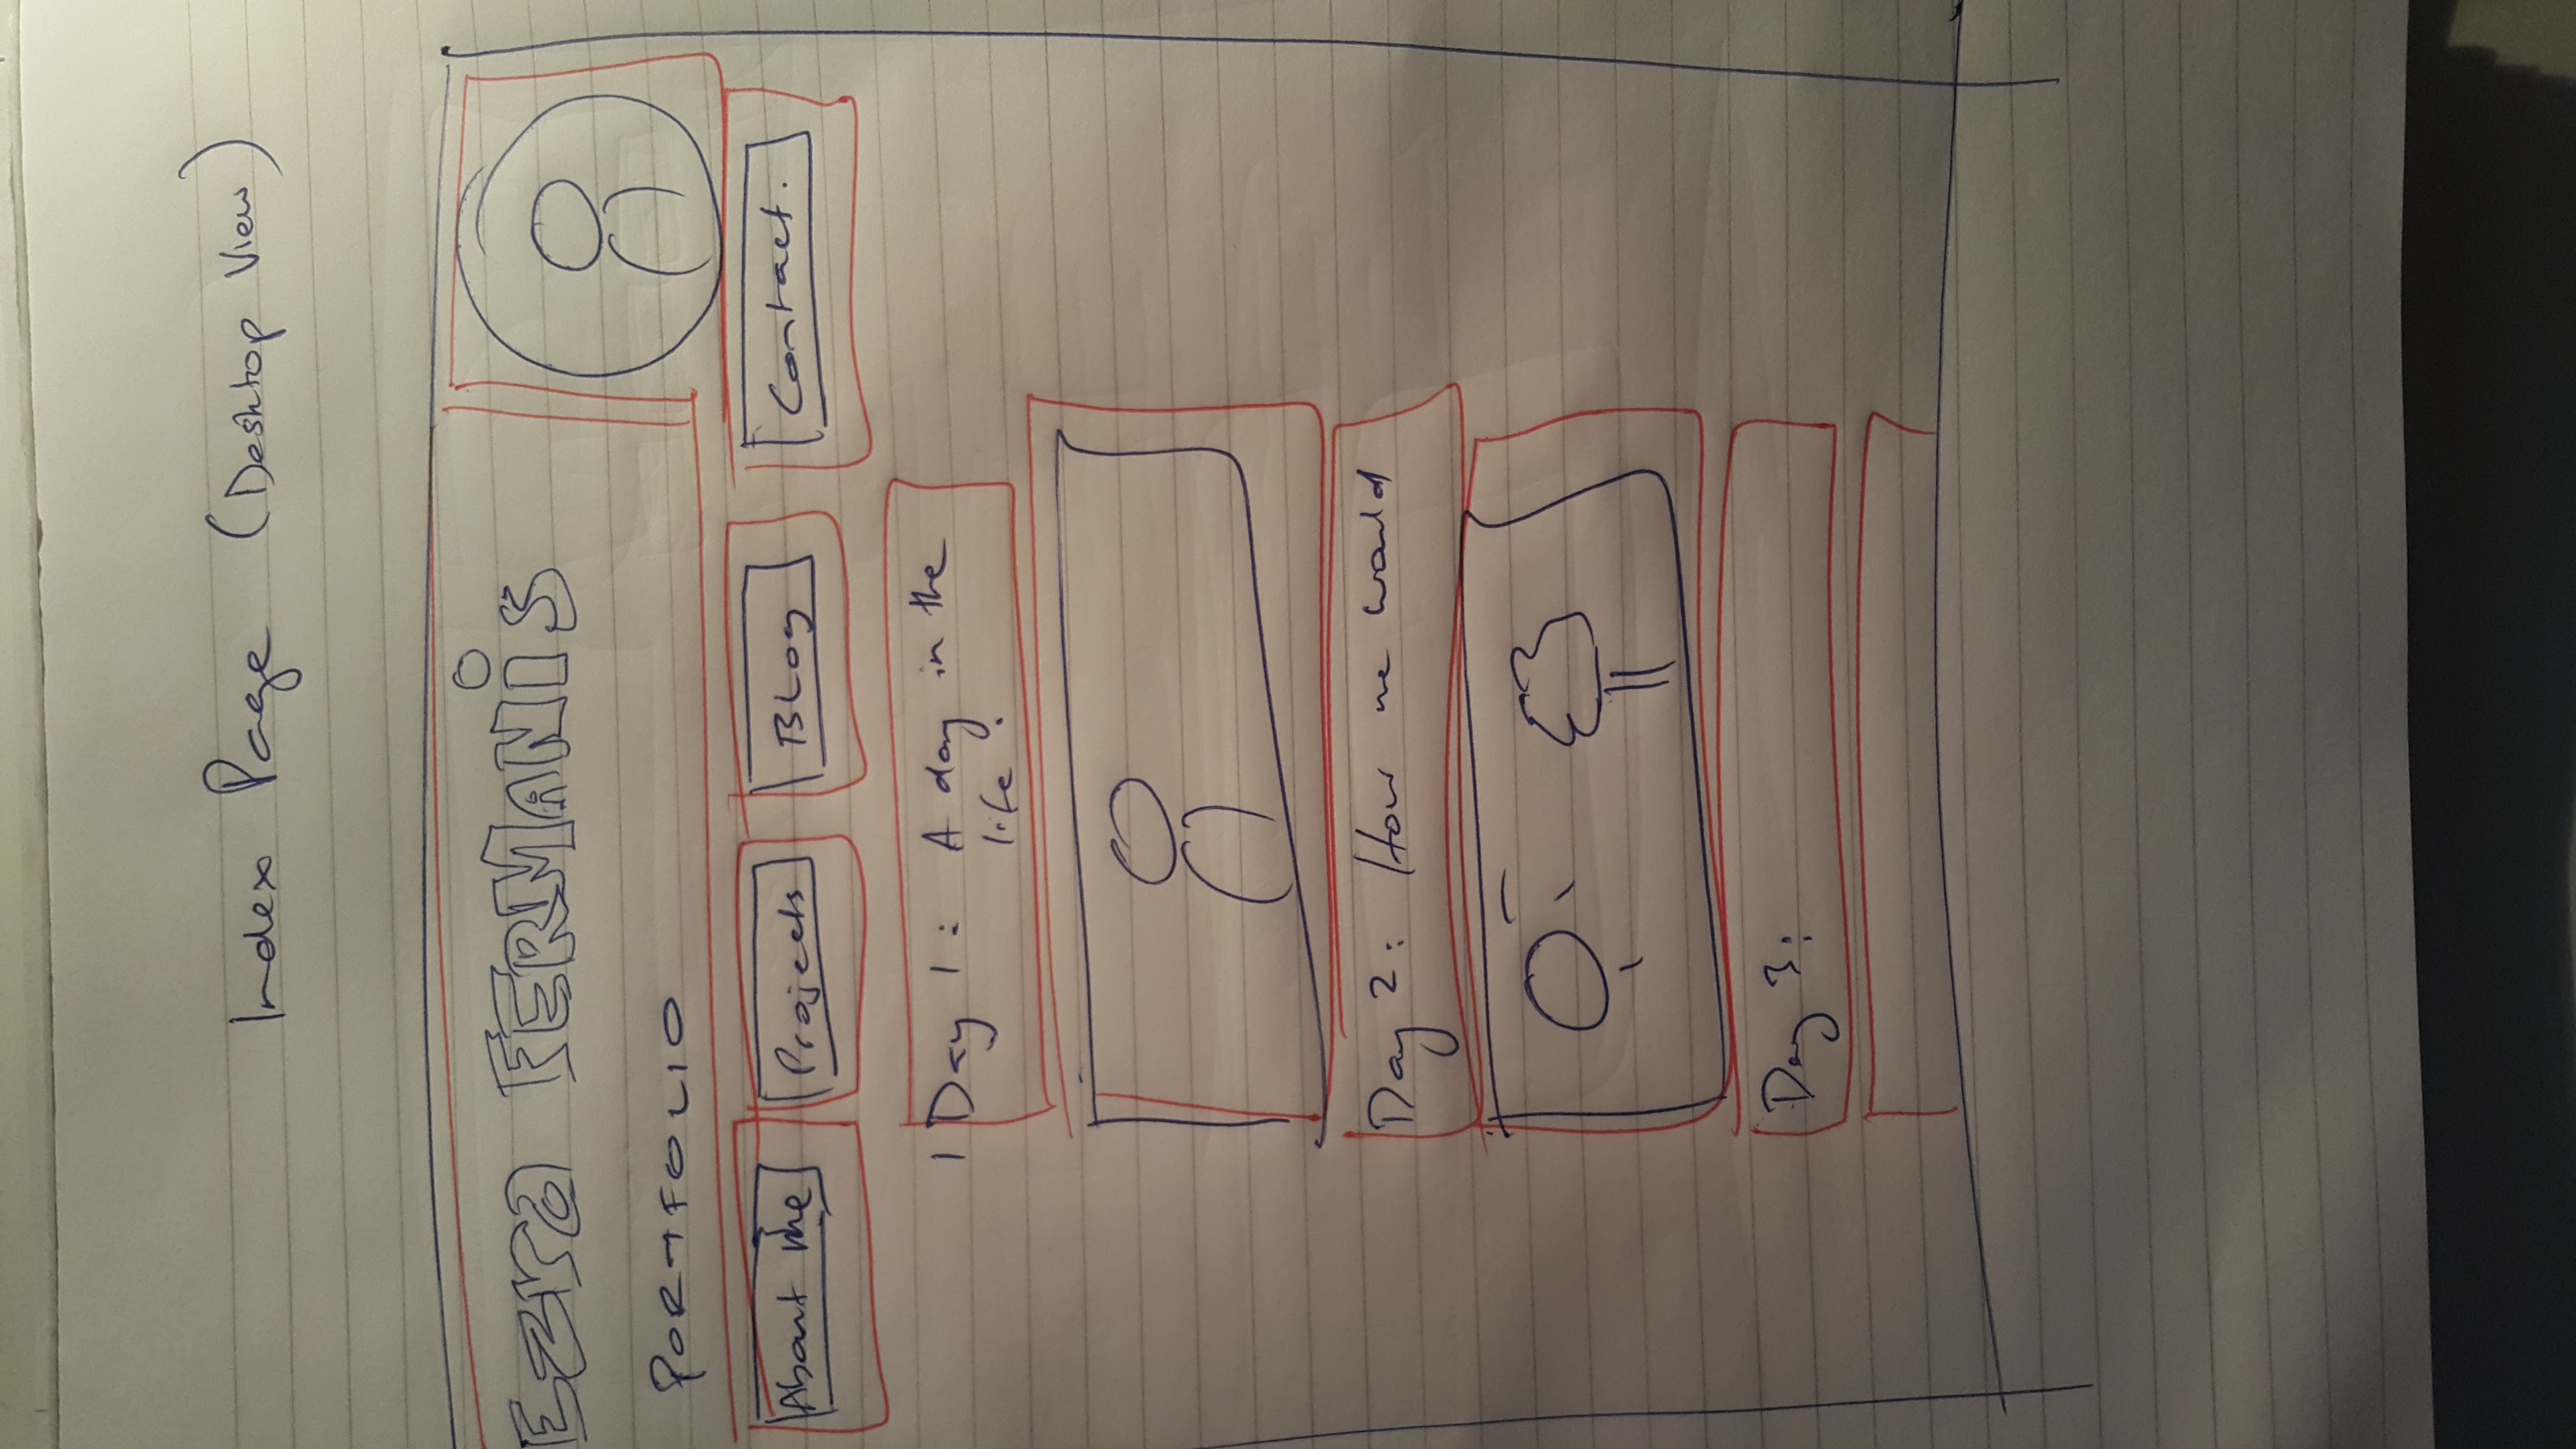 Index Page (Desktop View)
Ezra FERMANiS
PORTFOLIO
About me
Projects
BLog
Contact.
Day 1: A day in the
life.
Day 2: How we would
Day 3: